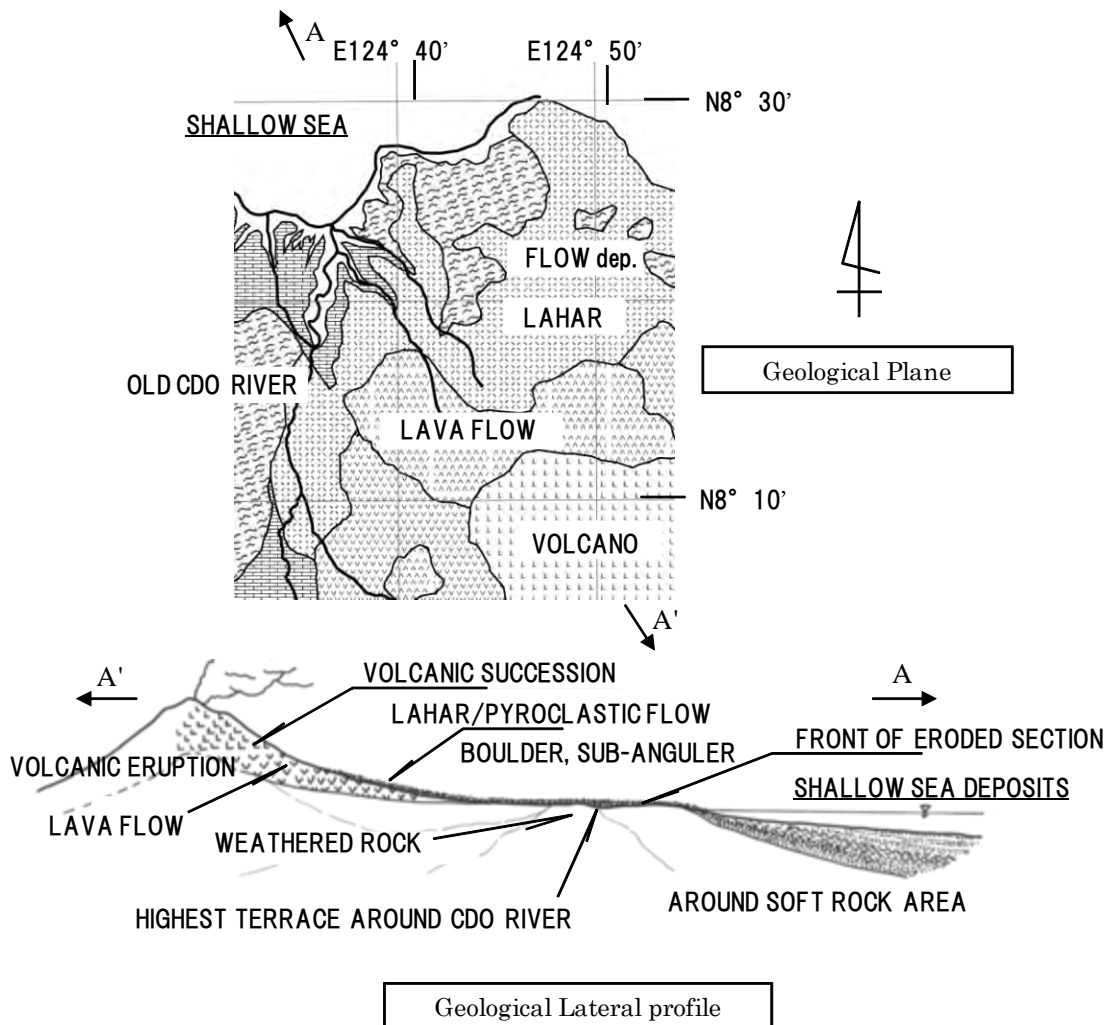 A
E124° 40' E124° 50'
N8° 30'
SHALLOW SEA
FLOW dep.
LAHAR
Geological Plane
OLD CDO RIVER
LAVA FLOW
N8° 10'
VOLCANO
A'
A' VOLCANIC SUCCESSION A
LAHAR/PYROCLASTIC FLOW
BOULDER, SUB-ANGULER
FRONT OF ERODED SECTION
VOLCANIC ERUPTION
SHALLOW SEA DEPOSITS
LAVA FLOW
WEATHERED ROCK
AROUND SOFT ROCK AREA
HIGHEST TERRACE AROUND CDO RIVER
Geological Lateral profile